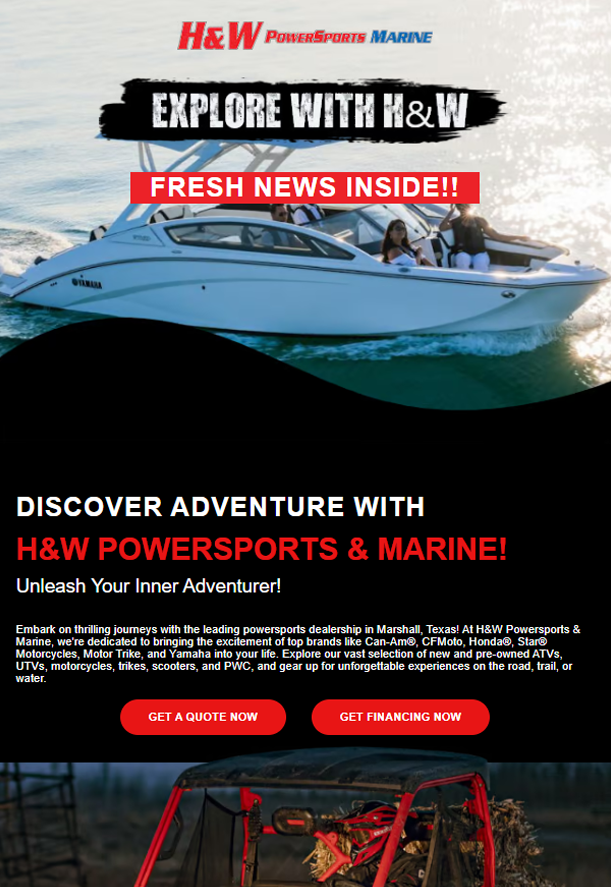 H&W POWERSPORTS MARINE
EXPLORE WITH H&W
FRESH NEWS INSIDE!!
YAMAHA
DISCOVER ADVENTURE WITH
H&W POWERSPORTS & MARINE!
Unleash Your Inner Adventurer!
Embark on thrilling journeys with the leading powersports dealership in Marshall, Texas! At H&W Powersports &
Marine, we're dedicated to bringing the excitement of top brands like Can-Am®, CFMoto, Honda®, Star®
Motorcycles, Motor Trike, and Yamaha into your life. Explore our vast selection of new and pre-owned ATVs,
UTVs, motorcycles, trikes, scooters, and PWC, and gear up for unforgettable experiences on the road, trail, or
water.
GET A QUOTE NOW
GET FINANCING NOW